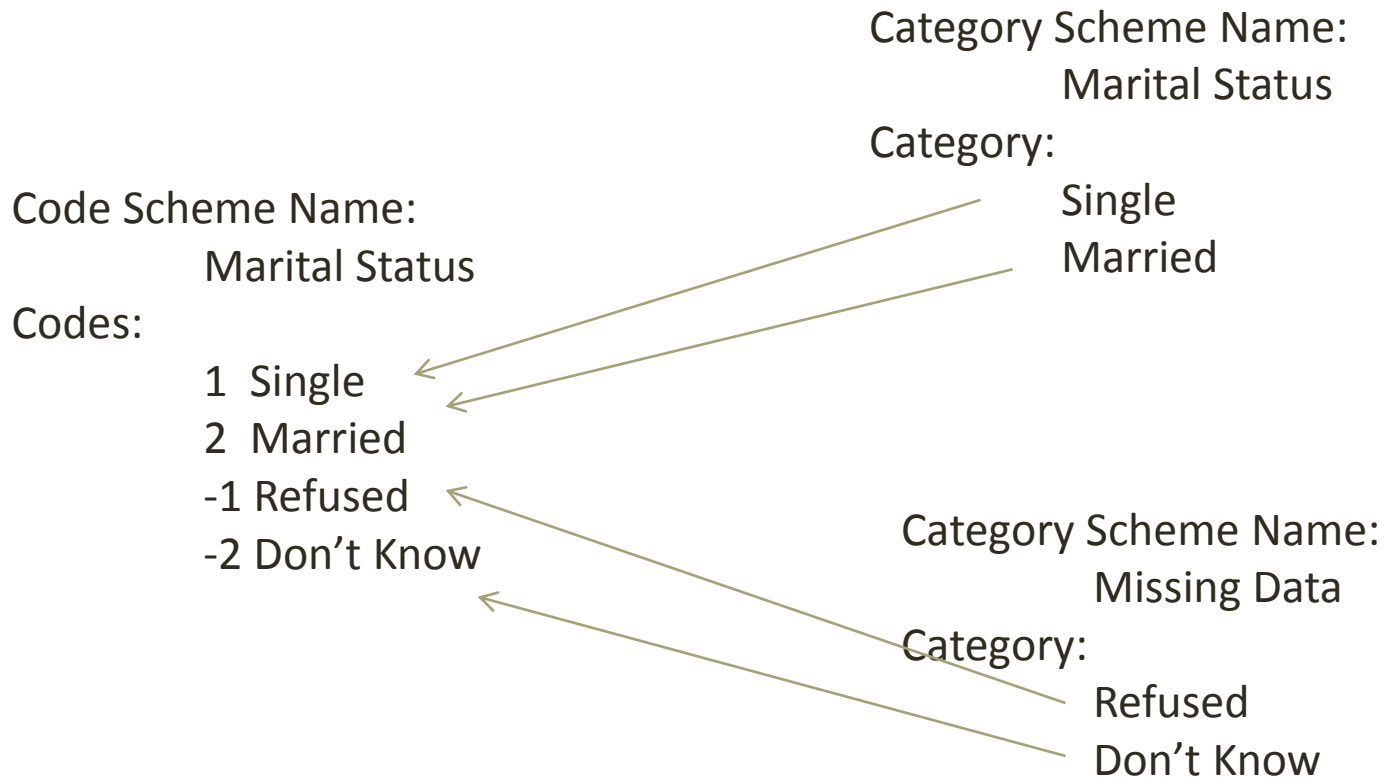 Category Scheme Name:
Marital Status
Category:
Single
Married
Code Scheme Name:
Marital Status
Codes:
1 Single
2 Married
-1 Refused
-2 Don’t Know
Category Scheme Name:
Missing Data
Category:
Refused
Don’t Know